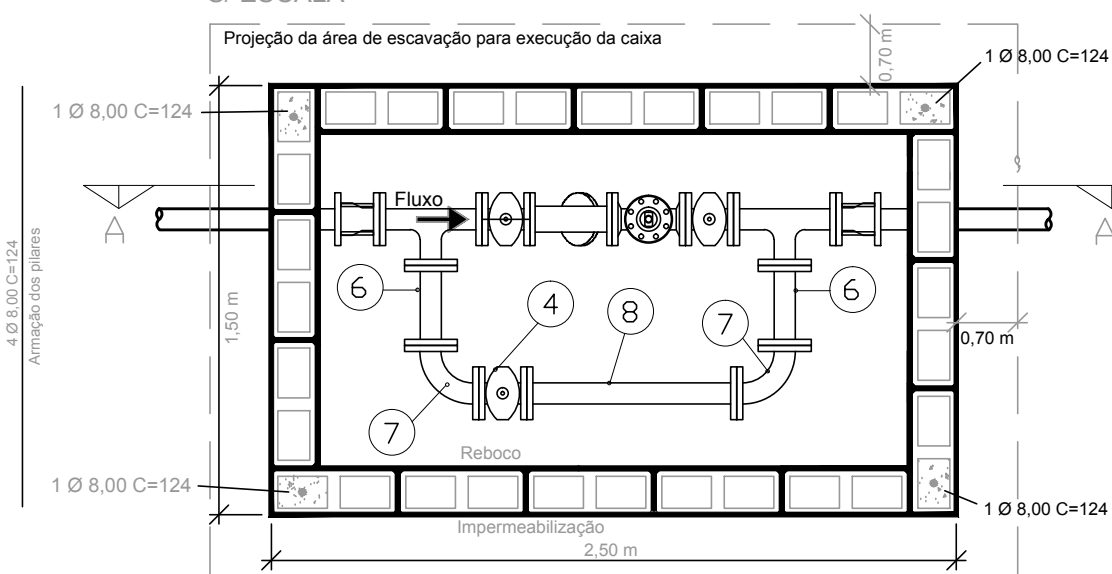 Projeção da área de escavação para execução da caixa
0,70 m
1 Ø 8,00 C=124
1 Ø 8,00 C=124
4 Ø 8,00 C=124
Armação dos pilares
A
Fluxo
A
6
4
8
7
6
1,50 m
0,70 m
7
Reboco
1 Ø 8,00 C=124
1 Ø 8,00 C=124
Impermeabilização
2,50 m